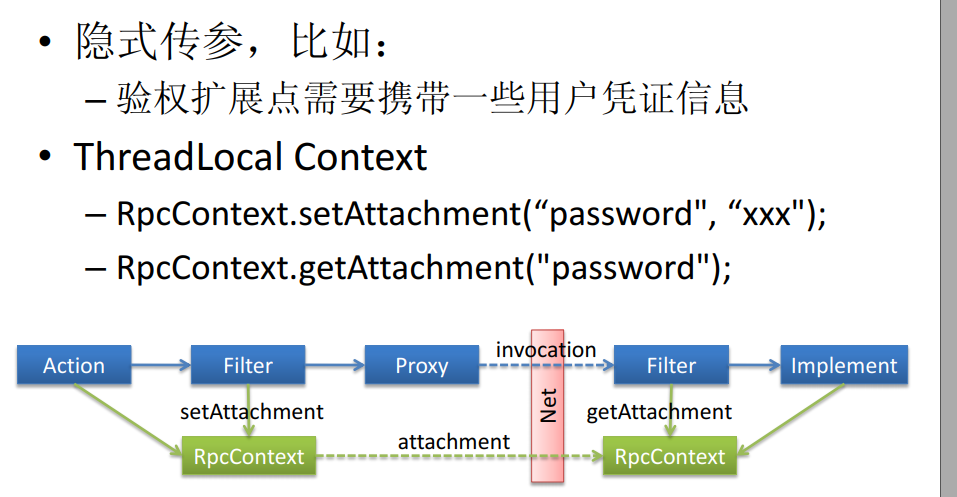 • 隐式传参，比如：
– 验权扩展点需要携带一些用户凭证信息
• ThreadLocal Context
– RpcContext.setAttachment(“password", “xxx");
– RpcContext.getAttachment("password");
invocation
Action Filter Proxy Filter Implement
setAttachment Net getAttachment
attachment
RpcContext RpcContext